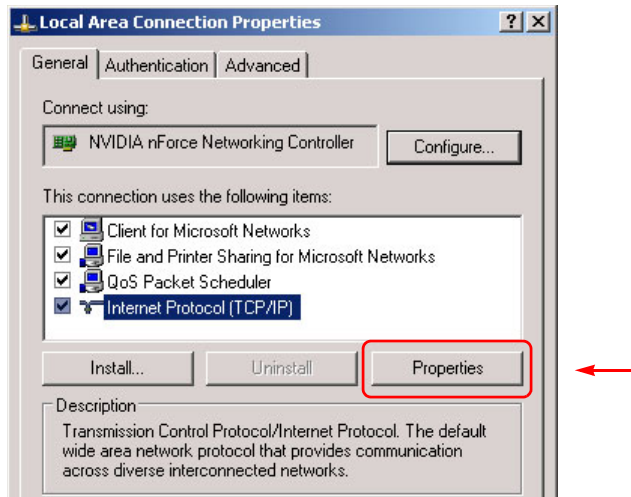 Local Area Connection Properties
General Authentication Advanced
Connect using:
NVIDIA nForce Networking Controller Configure...
This connection uses the following items:
Client for Microsoft Networks
File and Printer Sharing for Microsoft Networks
QoS Packet Scheduler
Internet Protocol (TCP/IP)
Install... Uninstall Properties
Description
Transmission Control Protocol/Internet Protocol. The default
wide area network protocol that provides communication
across diverse interconnected networks.